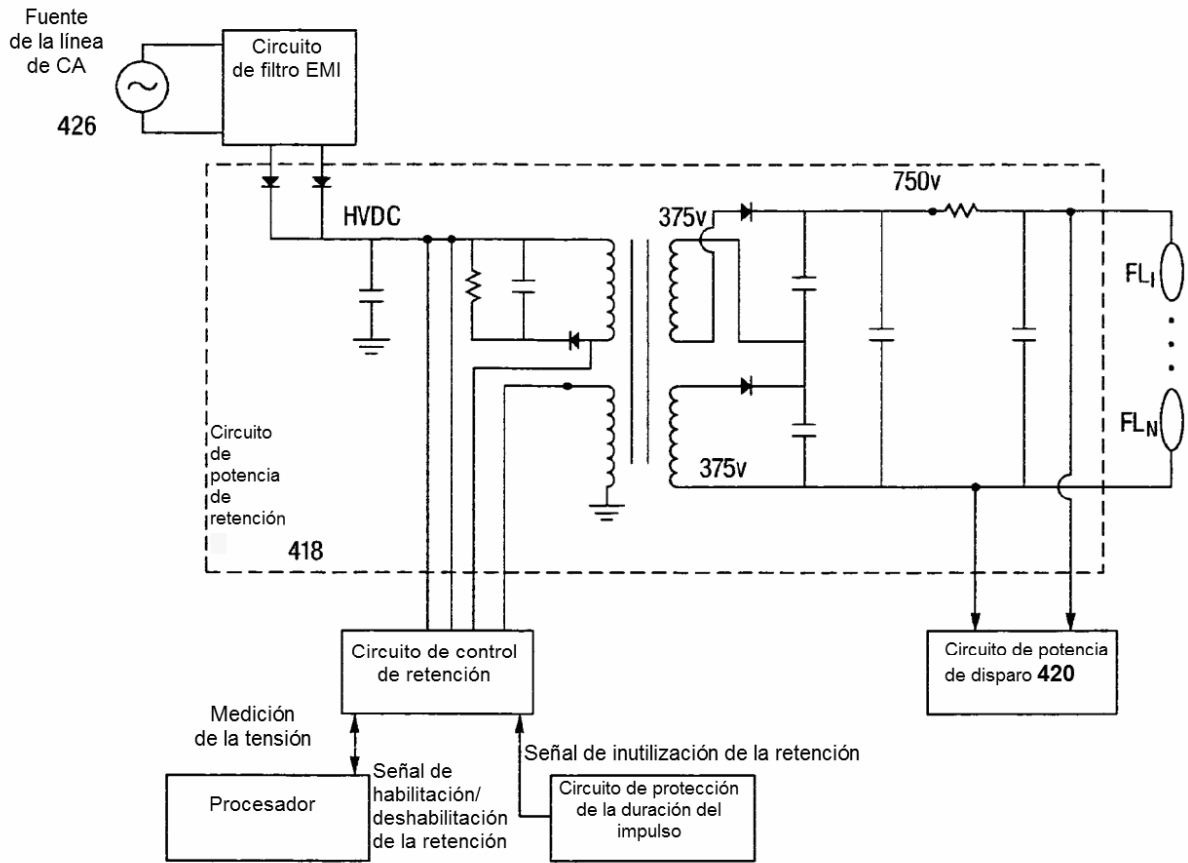 Fuente
de la línea
de CA
426
Circuito
de filtro EMI
HVDC
375v
750v
FL1
FLN
375v
Circuito
de
potencia
de
retención
418
Circuito de control
de retención
Circuito de potencia
de disparo 420
Medición
de la tensión
Señal de inutilización de la retención
Procesador
Señal de
habilitación/
deshabilitación
de la retención
Circuito de protección
de la duración del
impulso